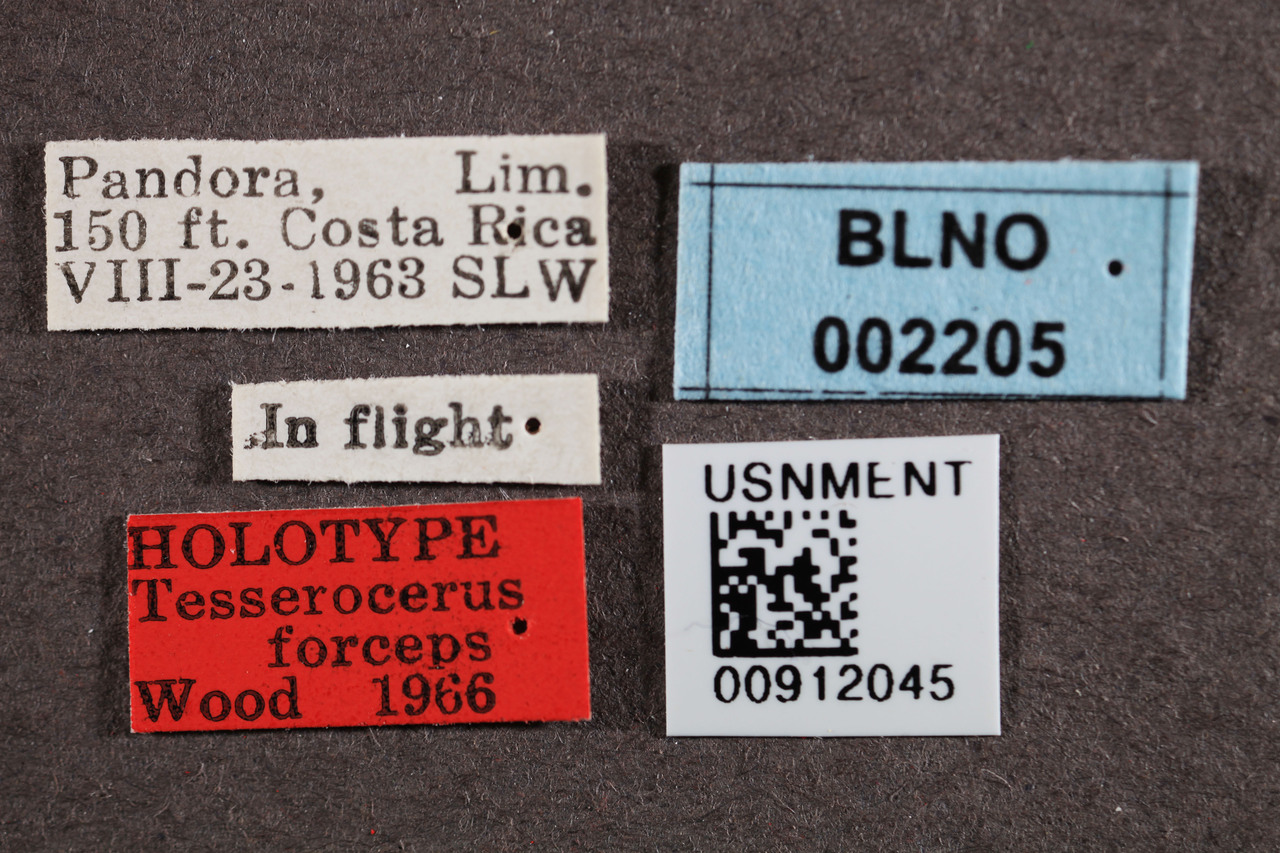 Pandora, Lim.
150 ft. Costa Rica
VIII-23-1963 SLW
In flight
HOLOTYPE
Tesserocerus
forceps
Wood 1966
BLNO
002205
USNMENT
00912045